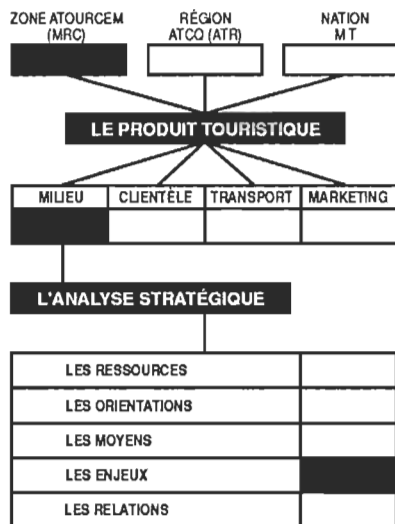 ZONE ATOURCEM RÉGION NATION
(MRC) ATCQ (ATR) M T
LE PRODUIT TOURISTIQUE
MILIEU CLIENTÈLE TRANSPORT MARKETING
L'ANALYSE STRATÉGIQUE
LES RESSOURCES
LES ORIENTATIONS
LES MOYENS
LES ENJEUX
LES RELATIONS